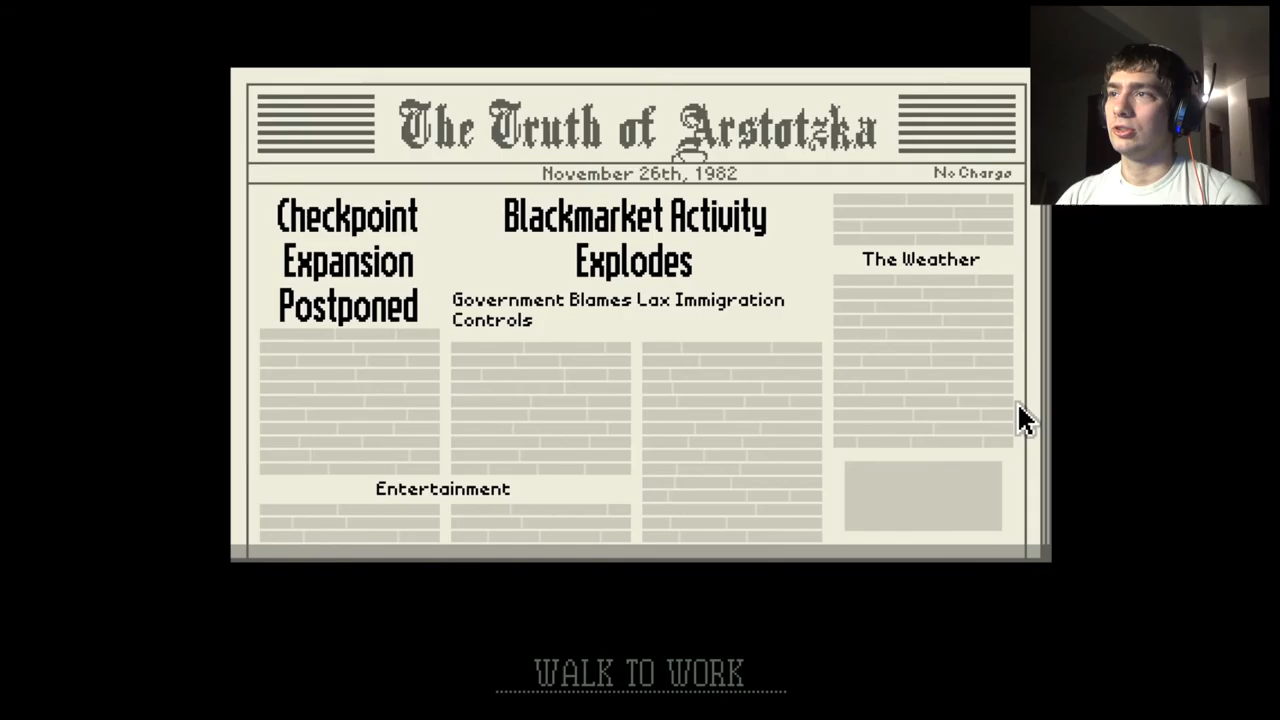 The Truth of Arstotzka
November 26th, 1982
No Charge
Checkpoint
Expansion
Postponed
Blackmarket Activity
Explodes
Government Blames Lax Immigration
Controls
The Weather
Entertainment
WALK TO WORK